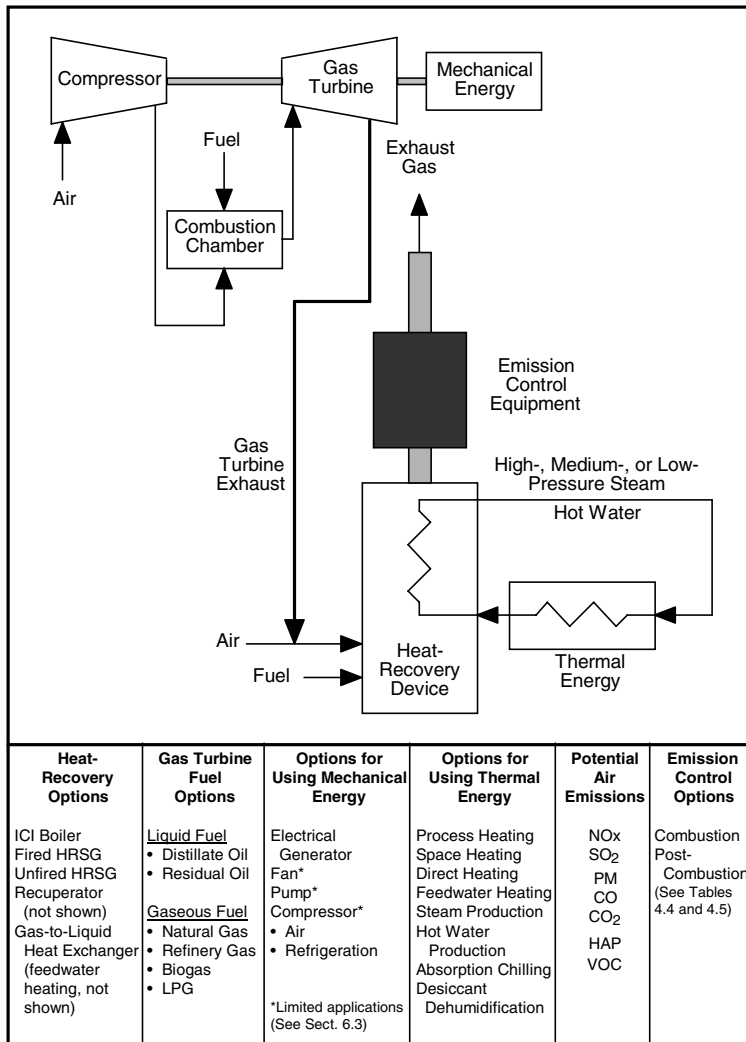 Compressor
Gas
Turbine
Mechanical
Energy
Air
Fuel
Combustion
Chamber
Exhaust
Gas
Emission
Control
Equipment
Gas
Turbine
Exhaust
High-, Medium-, or Low-
Pressure Steam
Hot Water
Air
Fuel
Heat-
Recovery
Device
Thermal
Energy
Heat-
Recovery
Options
ICI Boiler
Fired HRSG
Unfired HRSG
Recuperator
(not shown)
Gas-to-Liquid
Heat Exchanger
(feedwater
heating, not
shown)
Gas Turbine
Fuel
Options
Liquid Fuel
• Distillate Oil
• Residual Oil
Gaseous Fuel
• Natural Gas
• Refinery Gas
• Biogas
• LPG
Options for
Using Mechanical
Energy
Electrical
Generator
Fan*
Pump*
Compressor*
• Air
• Refrigeration
*Limited applications
(See Sect. 6.3)
Options for
Using Thermal
Energy
Process Heating
Space Heating
Direct Heating
Feedwater Heating
Steam Production
Hot Water
Production
Absorption Chilling
Desiccant
Dehumidification
Potential
Air
Emissions
NOx
SO2
PM
CO
CO2
HAP
VOC
Emission
Control
Options
Combustion
Post-
Combustion
(See Tables
4.4 and 4.5)